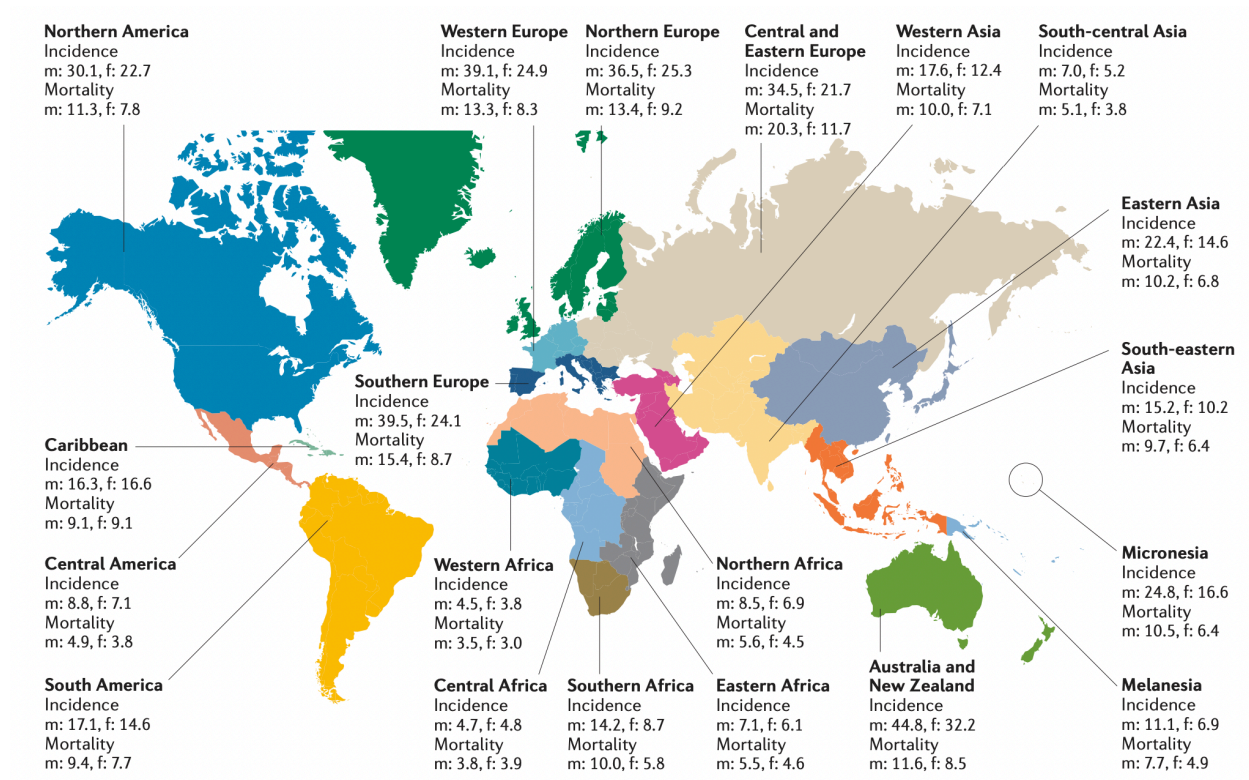 Northern America
Incidence
m: 30.1, f: 22.7
Mortality
m: 11.3, f: 7.8
Western Europe
Incidence
m: 39.1, f: 24.9
Mortality
m: 13.3, f: 8.3
Northern Europe
Incidence
m: 36.5, f: 25.3
Mortality
m: 13.4, f: 9.2
Central and
Eastern Europe
Incidence
m: 34.5, f: 21.7
Mortality
m: 20.3, f: 11.7
Western Asia
Incidence
m: 17.6, f: 12.4
Mortality
m: 10.0, f: 7.1
South-central Asia
Incidence
m: 7.0, f: 5.2
Mortality
m: 5.1, f: 3.8
Eastern Asia
Incidence
m: 22.4, f: 14.6
Mortality
m: 10.2, f: 6.8
South-eastern
Asia
Incidence
m: 15.2, f: 10.2
Mortality
m: 9.7, f: 6.4
Southern Europe
Incidence
m: 39.5, f: 24.1
Mortality
m: 15.4, f: 8.7
Caribbean
Incidence
m: 16.3, f: 16.6
Mortality
m: 9.1, f: 9.1
Central America
Incidence
m: 8.8, f: 7.1
Mortality
m: 4.9, f: 3.8
South America
Incidence
m: 17.1, f: 14.6
Mortality
m: 9.4, f: 7.7
Western Africa
Incidence
m: 4.5, f: 3.8
Mortality
m: 3.5, f: 3.0
Northern Africa
Incidence
m: 8.5, f: 6.9
Mortality
m: 5.6, f: 4.5
Central Africa
Incidence
m: 4.7, f: 4.8
Mortality
m: 3.8, f: 3.9
Southern Africa
Incidence
m: 14.2, f: 8.7
Mortality
m: 10.0, f: 5.8
Eastern Africa
Incidence
m: 7.1, f: 6.1
Mortality
m: 5.5, f: 4.6
Australia and
New Zealand
Incidence
m: 44.8, f: 32.2
Mortality
m: 11.6, f: 8.5
Micronesia
Incidence
m: 24.8, f: 16.6
Mortality
m: 10.5, f: 6.4
Melanesia
Incidence
m: 11.1, f: 6.9
Mortality
m: 7.7, f: 4.9